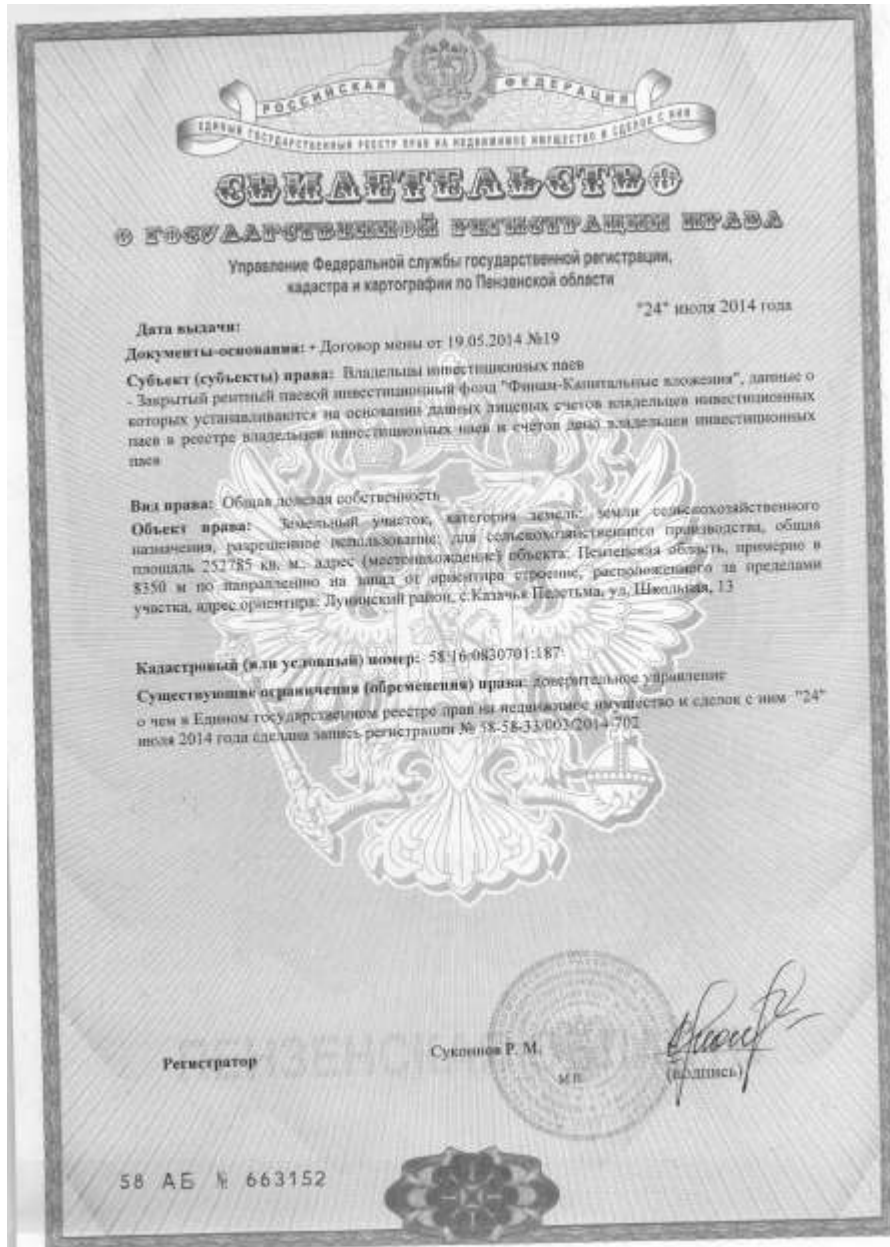 РОССИЙСКАЯ ФЕДЕРАЦИЯ
ЕДИНЫЙ ГОСУДАРСТВЕННЫЙ РЕЕСТР ПРАВ НА НЕДВИЖИМОЕ ИМУЩЕСТВО И СДЕЛОК С НИМ
СВИДЕТЕЛЬСТВО
О ГОСУДАРСТВЕННОЙ РЕГИСТРАЦИИ ПРАВА
Управление Федеральной службы государственной регистрации,
кадастра и картографии по Пензенской области
Дата выдачи: "24" июля 2014 года
Документы-основания: • Договор мены от 19.05.2014 №19
Субъект (субъекты) права: Владельцы инвестиционных паев
- Закрытый рентный паевой инвестиционный фонд "Финам-Капитальные вложения", данные о
которых устанавливаются на основании данных лицевых счетов владельцев инвестиционных
паев в реестре владельцев инвестиционных паев и счетов депо владельцев инвестиционных
паев
Вид права: Общая долевая собственность
Объект права: Земельный участок, категория земель: земли сельскохозяйственного
назначения, разрешенное использование: для сельскохозяйственного производства, общая
площадь 252785 кв. м., адрес (местонахождение) объекта: Пензенская область, примерно в
8350 м по направлению на запад от ориентира строение, расположенного за пределами
участка, адрес ориентира: Лунинский район, с.Казачья Пелетьма, ул. Школьная, 13
Кадастровый (или условный) номер: 58:16:0830701:187
Существующие ограничения (обременения) права: доверительное управление
о чем в Едином государственном реестре прав на недвижимое имущество и сделок с ним "24"
июля 2014 года сделана запись регистрации № 58-58-33/003/2014-702
Регистратор Суконнов Р. М.
М.П. (подпись)
58 АБ № 663152